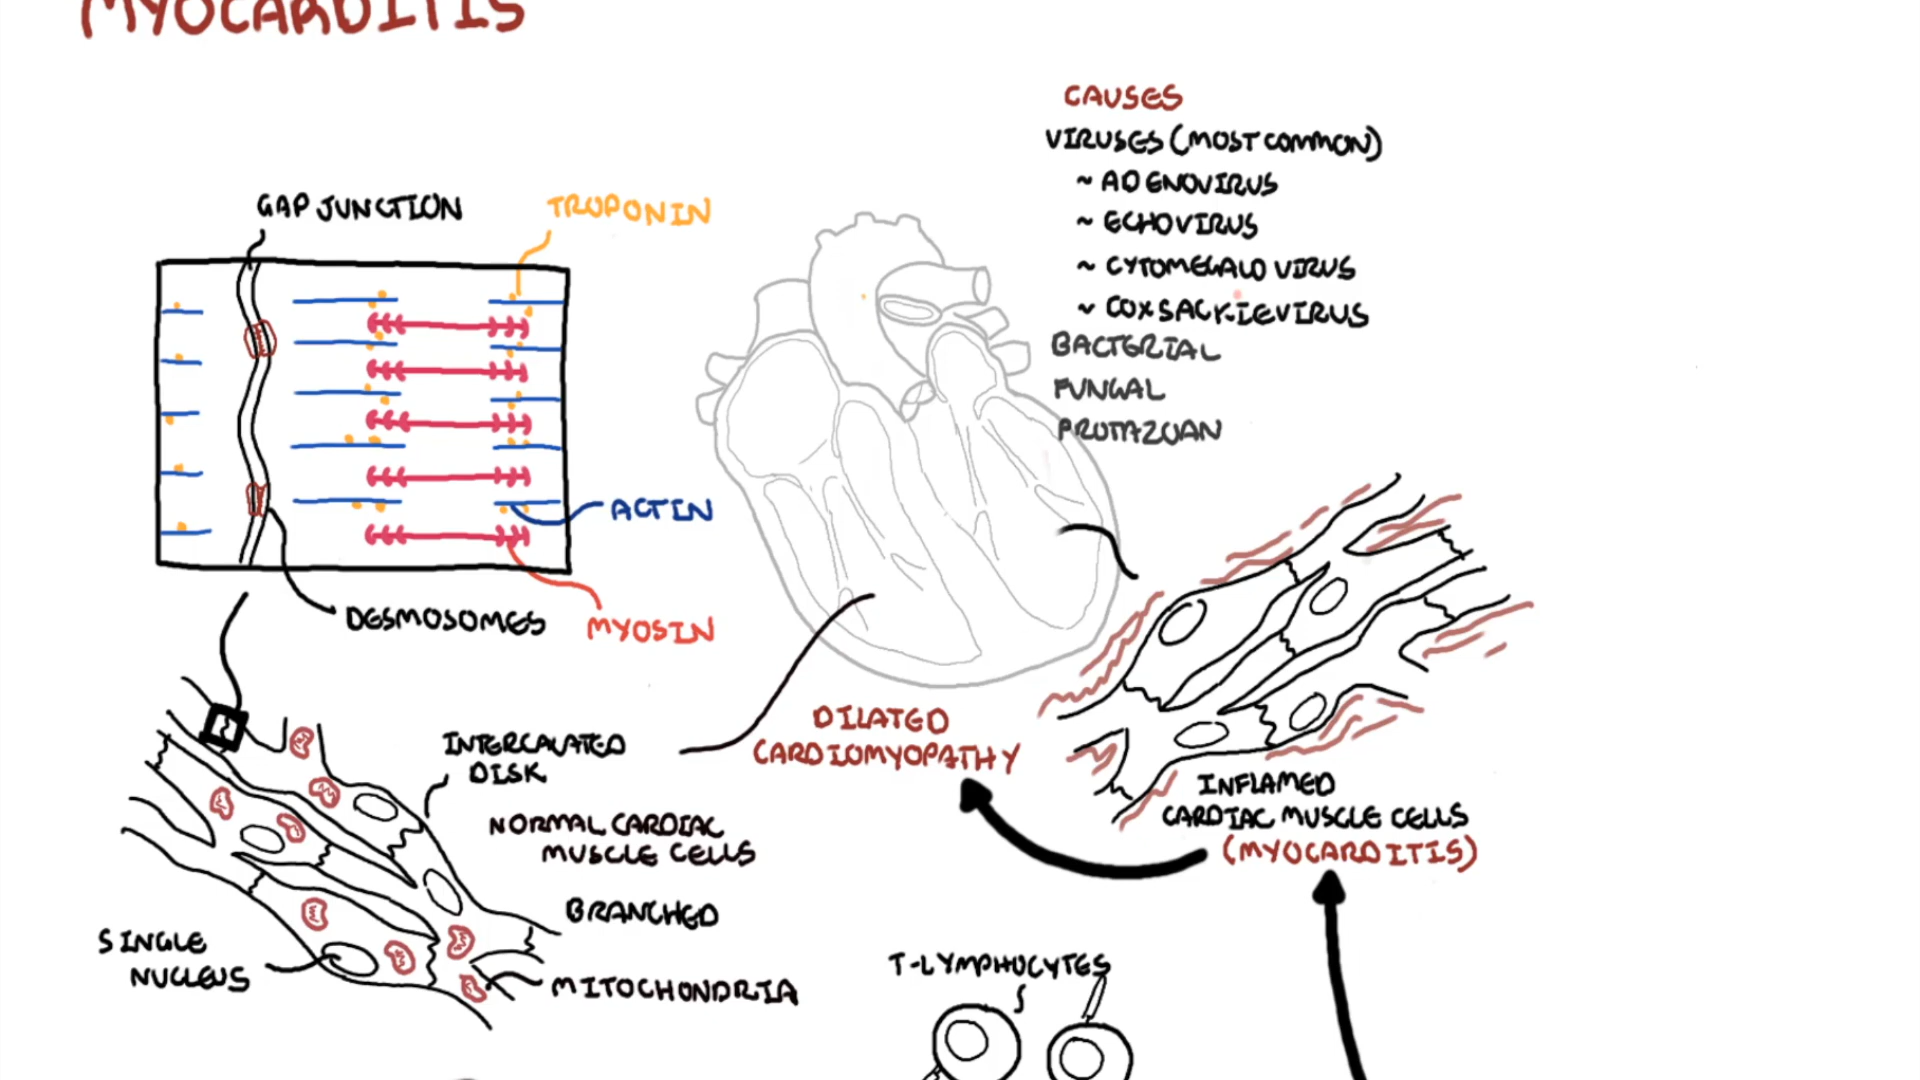 MYOCARDITIS
CAUSES
VIRUSES (MOST COMMON)
~ ADENOVIRUS
~ ECHOVIRUS
~ CYTOMEGALO VIRUS
~ COXSACKIEVIRUS
BACTERIAL
FUNGAL
PROTAZOAN
GAP JUNCTION
TROPONIN
ACTIN
DESMOSOMES
MYOSIN
INTERCALATED
DISK
NORMAL CARDIAC
MUSCLE CELLS
BRANCHED
SINGLE
NUCLEUS
MITOCHONDRIA
DILATED
CARDIOMYOPATHY
INFLAMED
CARDIAC MUSCLE CELLS
(MYOCARDITIS)
T-LYMPHOCYTES